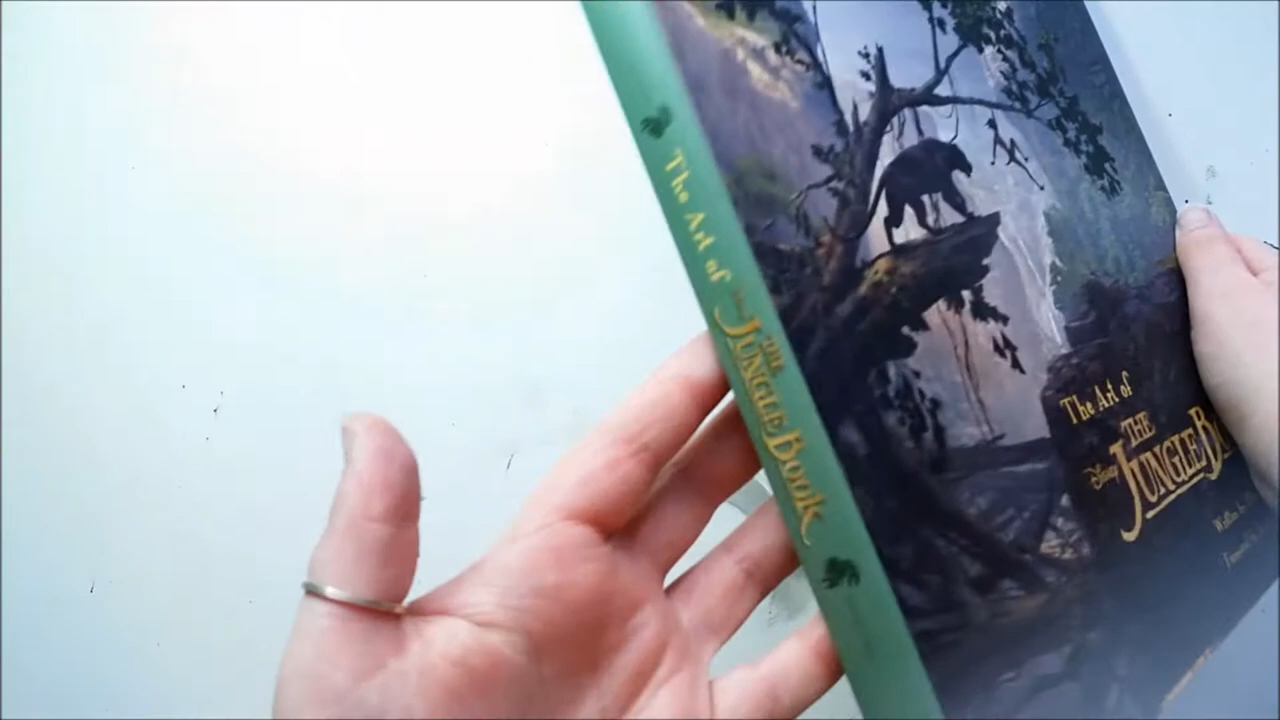 The Art of
THE
JUNGLE BOOK
The Art of
Disney
THE
JUNGLE B